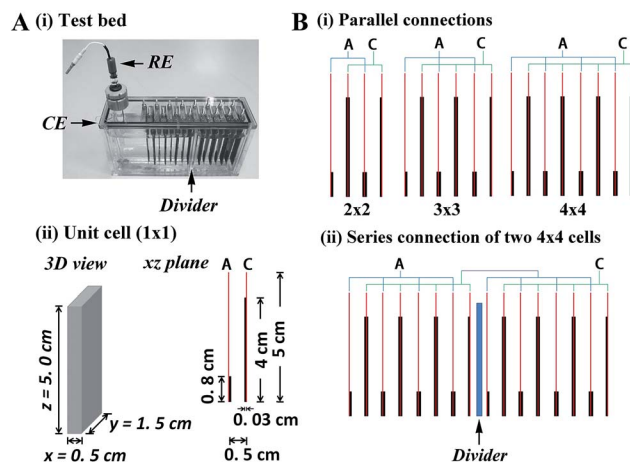 A (i) Test bed
RE
CE
Divider
(ii) Unit cell (1x1)
3D view
xz plane
A C
z = 5. 0 cm
y = 1. 5 cm
x = 0. 5 cm
0. 8 cm
4 cm
5 cm
0. 03 cm
0. 5 cm
B (i) Parallel connections
A C
A C
A C
2x2
3x3
4x4
(ii) Series connection of two 4x4 cells
A C
Divider